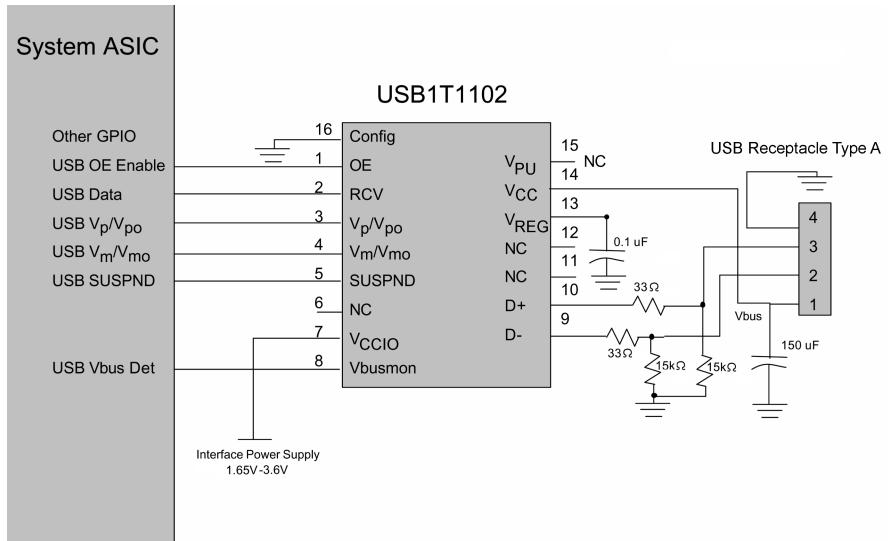 System ASIC
USB1T1102
Other GPIO
USB OE Enable
USB Data
USB Vp/Vpo
USB Vm/Vmo
USB SUSPND
USB Vbus Det
16
1
2
3
4
5
6
7
8
Config
OE
RCV
Vp/Vpo
Vm/Vmo
SUSPND
NC
VCCIO
Vbusmon
VPU
VCC
VREG
NC
NC
D+
D-
15
NC
14
13
12
11
10
9
0.1 uF
33Ω
33Ω
15kΩ
15kΩ
USB Receptacle Type A
4
3
2
1
Vbus
150 uF
Interface Power Supply
1.65V-3.6V